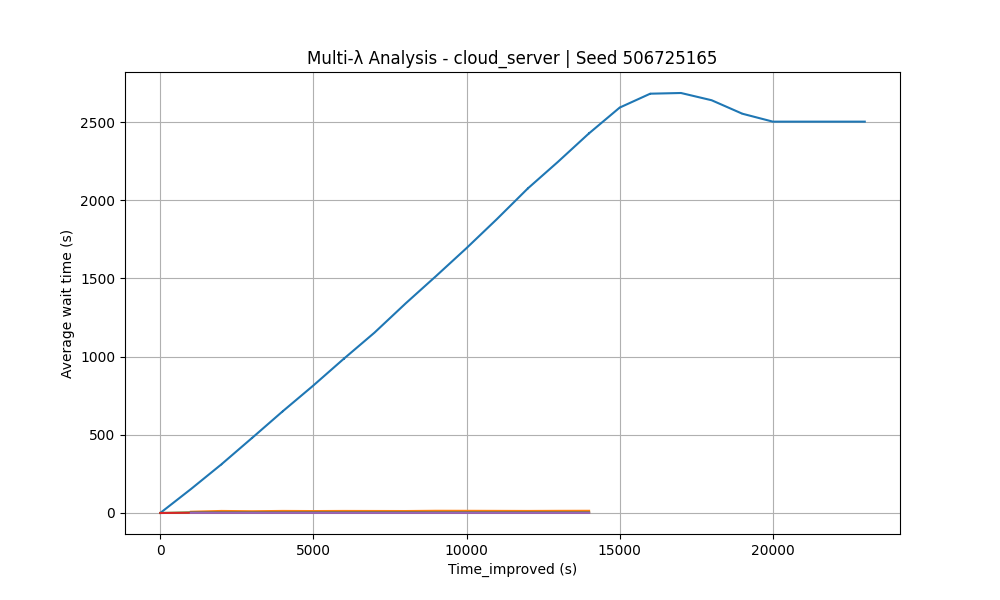 Multi-λ Analysis - cloud_server | Seed 506725165
2500
2000
1500
1000
500
0
Average wait time (s)
0 5000 10000 15000 20000
Time_improved (s)